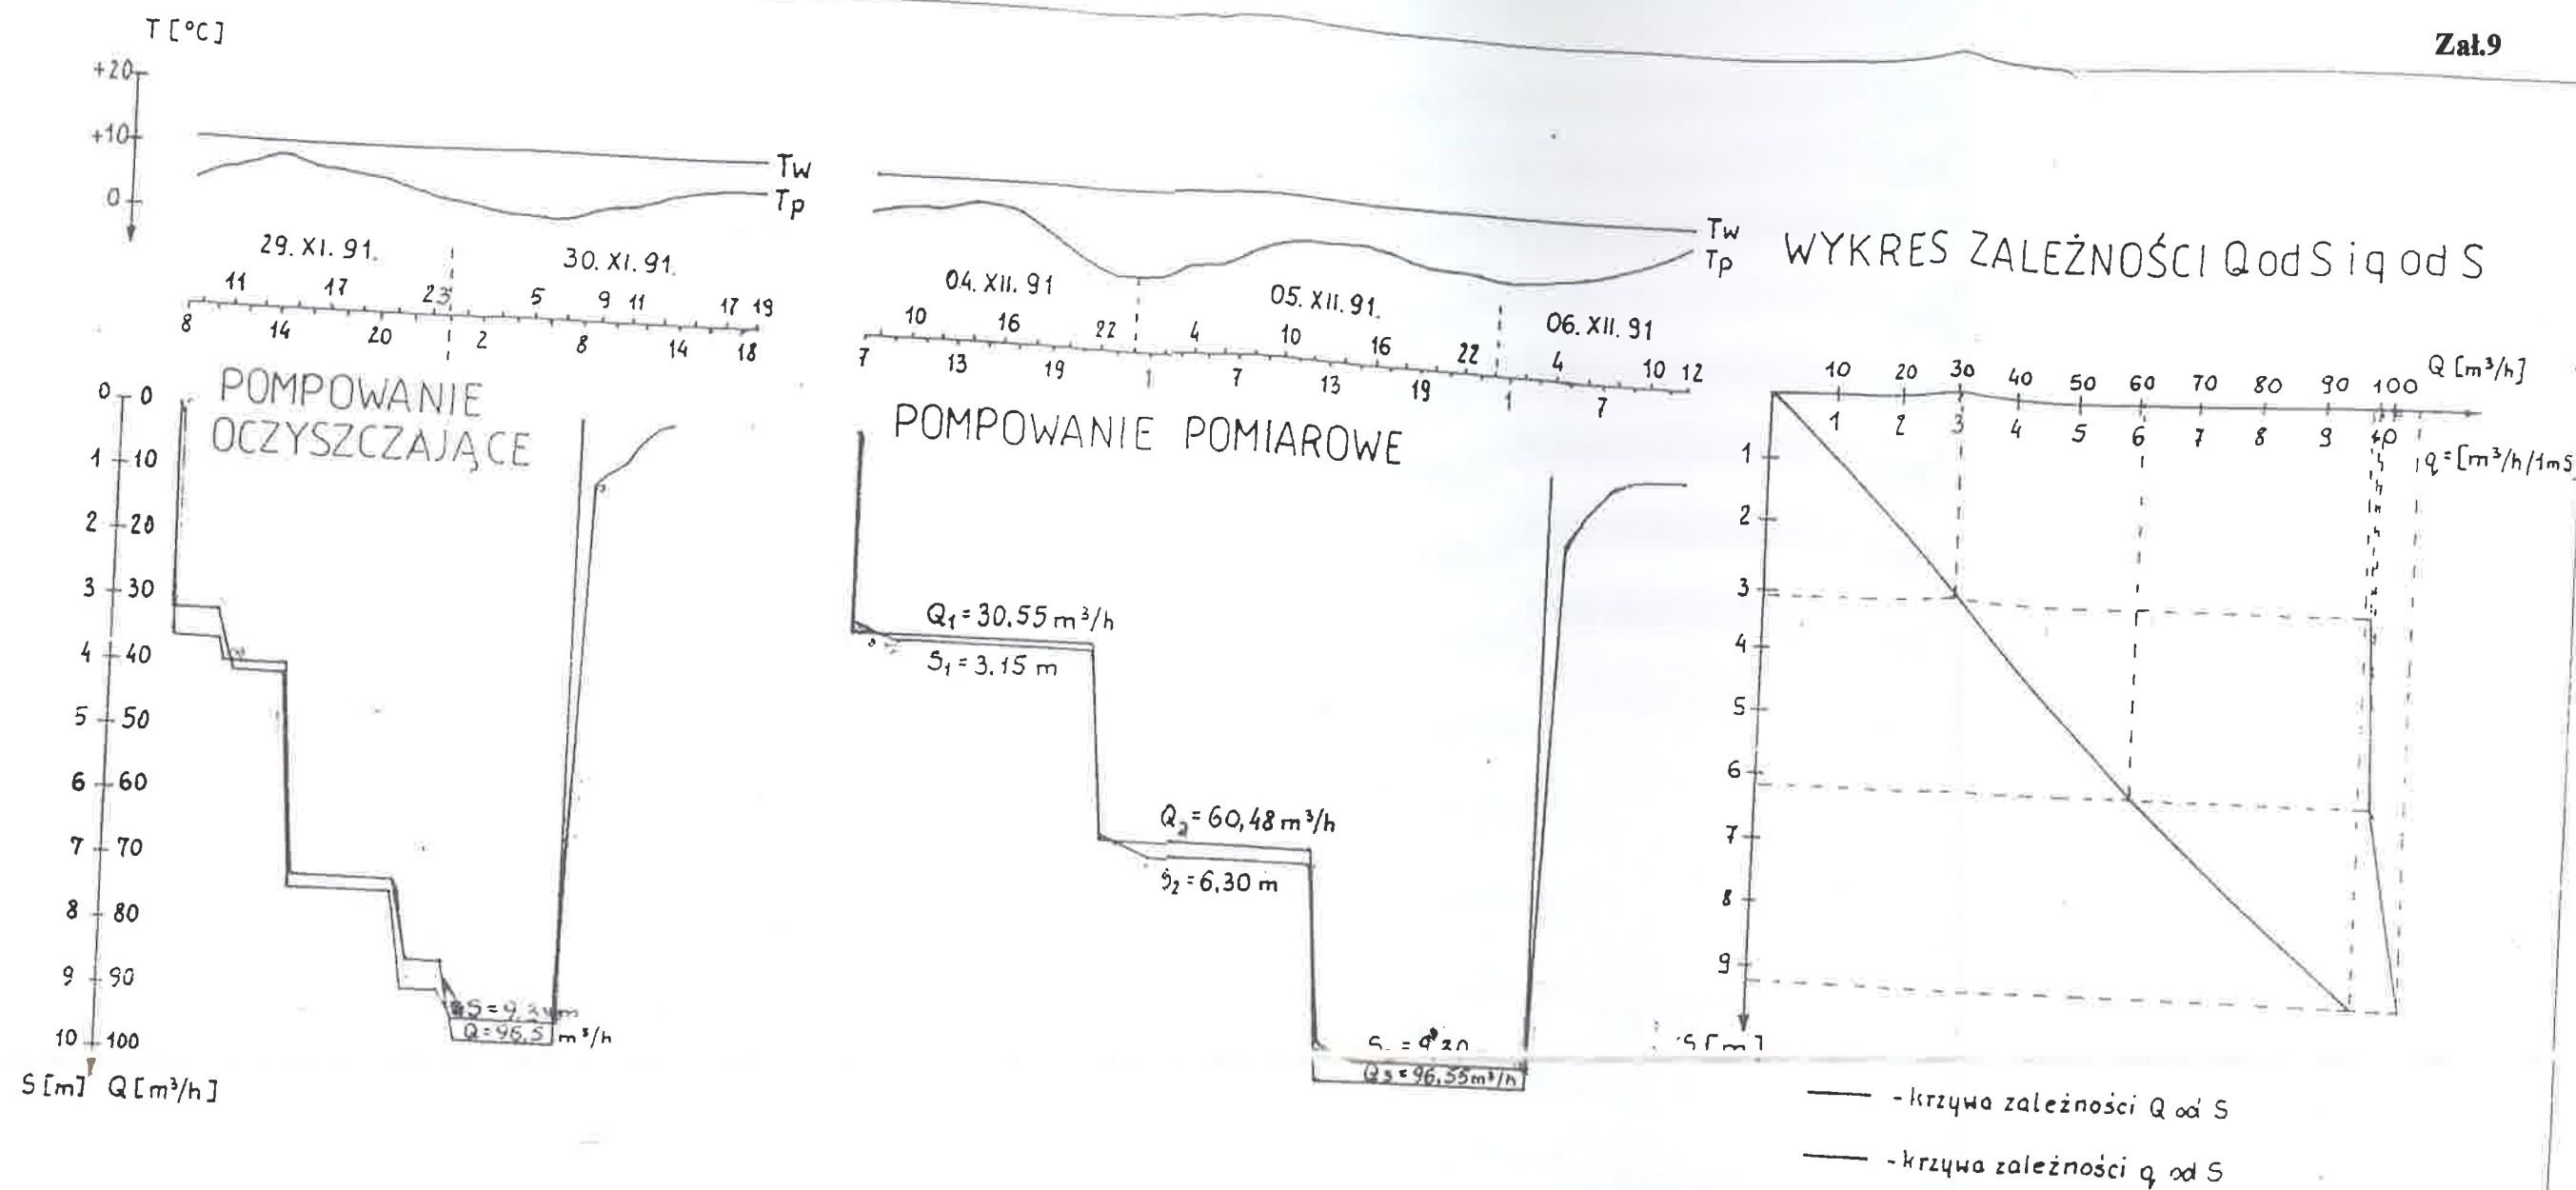 Zał.9
T [°C]
+20
+10
0
Tw
Tp
29. XI. 91.
30. XI. 91.
11 17 23 5 9 11 17 19
8 14 20 2 8 14 18
Tw
Tp
04. XII. 91
05. XII. 91.
06. XII. 91
10 16 22 4 10 16 22 4 10 12
7 13 19 1 7 13 19 1 7
POMPOWANIE
OCZYSZCZAJĄCE
0 0
1 10
2 20
3 30
4 40
5 50
6 60
7 70
8 80
9 90
10 100
S [m] Q [m³/h]
Q = 96,5 m³/h
POMPOWANIE POMIAROWE
Q₁ = 30.55 m³/h
S₁ = 3.15 m
Q₂ = 60,48 m³/h
S₂ = 6,30 m
Q₃ = 96,55 m³/h
WYKRES ZALEŻNOŚCI Q od S i q od S
10 20 30 40 50 60 70 80 90 100
Q [m³/h]
1 2 3 4 5 6 7 8 9 10
q = [m³/h/1mS
1
2
3
4
5
6
7
8
9
S [m]
- krzywa zależności Q od S
- krzywa zależności q od S